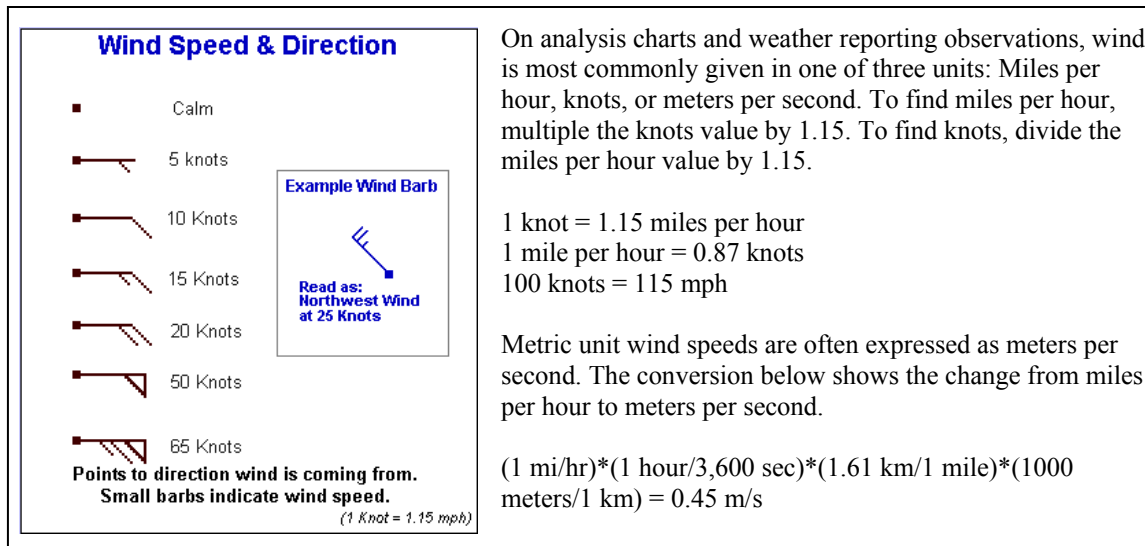 Wind Speed & Direction
Calm
5 knots
10 Knots
15 Knots
20 Knots
50 Knots
65 Knots
Example Wind Barb
Read as:
Northwest Wind
at 25 Knots
Points to direction wind is coming from.
Small barbs indicate wind speed.
(1 Knot = 1.15 mph)
On analysis charts and weather reporting observations, wind
is most commonly given in one of three units: Miles per
hour, knots, or meters per second. To find miles per hour,
multiple the knots value by 1.15. To find knots, divide the
miles per hour value by 1.15.
1 knot = 1.15 miles per hour
1 mile per hour = 0.87 knots
100 knots = 115 mph
Metric unit wind speeds are often expressed as meters per
second. The conversion below shows the change from miles
per hour to meters per second.
(1 mi/hr)*(1 hour/3,600 sec)*(1.61 km/1 mile)*(1000
meters/1 km) = 0.45 m/s